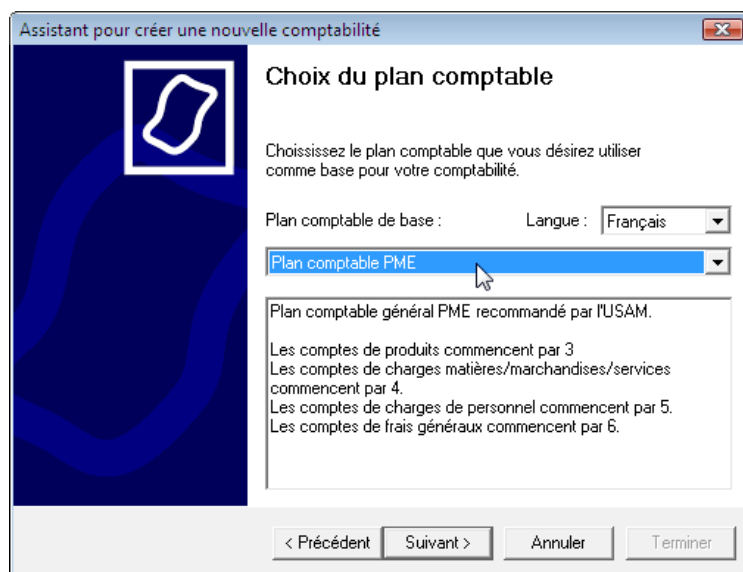 Assistant pour créer une nouvelle comptabilité
Choix du plan comptable
Choississez le plan comptable que vous désirez utiliser
comme base pour votre comptabilité.
Plan comptable de base : Langue : Français
Plan comptable PME
Plan comptable général PME recommandé par l'USAM.
Les comptes de produits commencent par 3
Les comptes de charges matières/marchandises/services
commencent par 4.
Les comptes de charges de personnel commencent par 5.
Les comptes de frais généraux commencent par 6.
< Précédent Suivant > Annuler Terminer